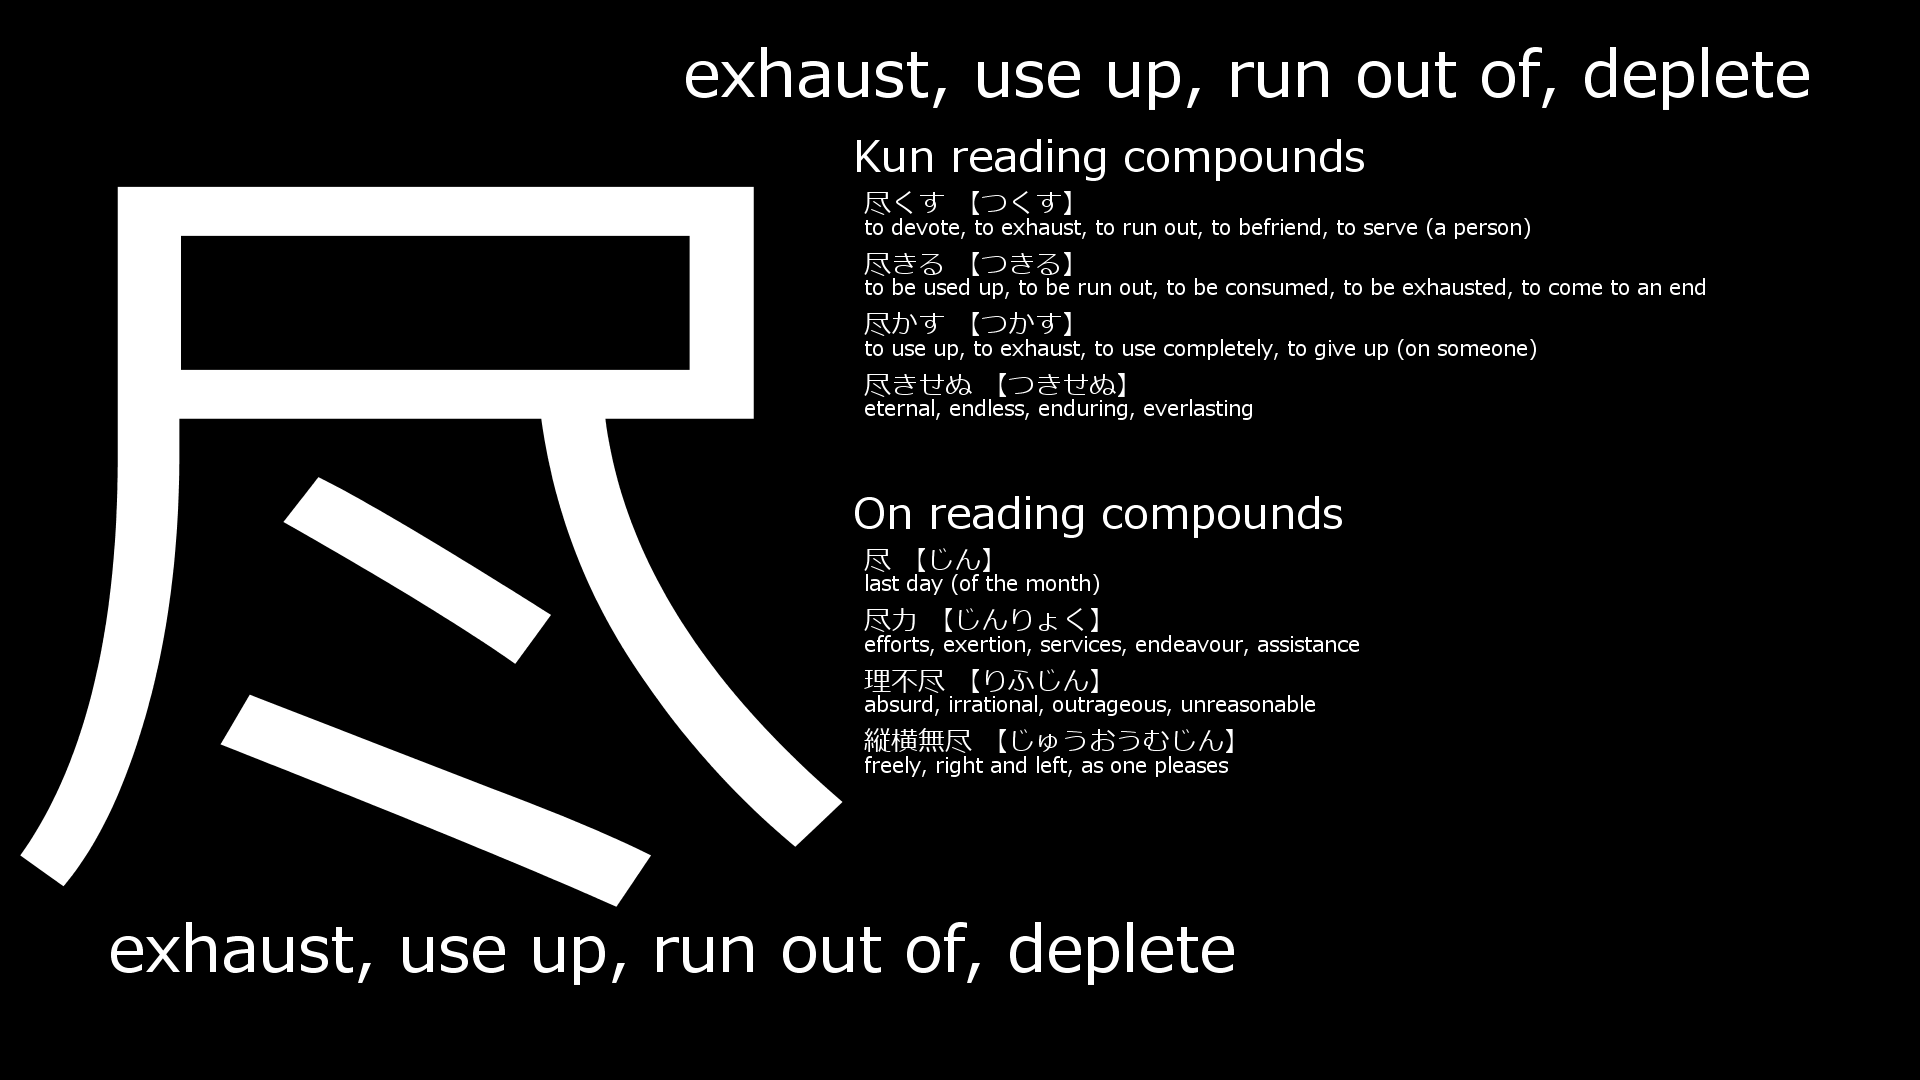 exhaust, use up, run out of, deplete
尽
Kun reading compounds
尽くす 【つくす】
to devote, to exhaust, to run out, to befriend, to serve (a person)
尽きる 【つきる】
to be used up, to be run out, to be consumed, to be exhausted, to come to an end
尽かす 【つかす】
to use up, to exhaust, to use completely, to give up (on someone)
尽きせぬ 【つきせぬ】
eternal, endless, enduring, everlasting
On reading compounds
尽 【じん】
last day (of the month)
尽力 【じんりょく】
efforts, exertion, services, endeavour, assistance
理不尽 【りふじん】
absurd, irrational, outrageous, unreasonable
縦横無尽 【じゅうおうむじん】
freely, right and left, as one pleases
exhaust, use up, run out of, deplete